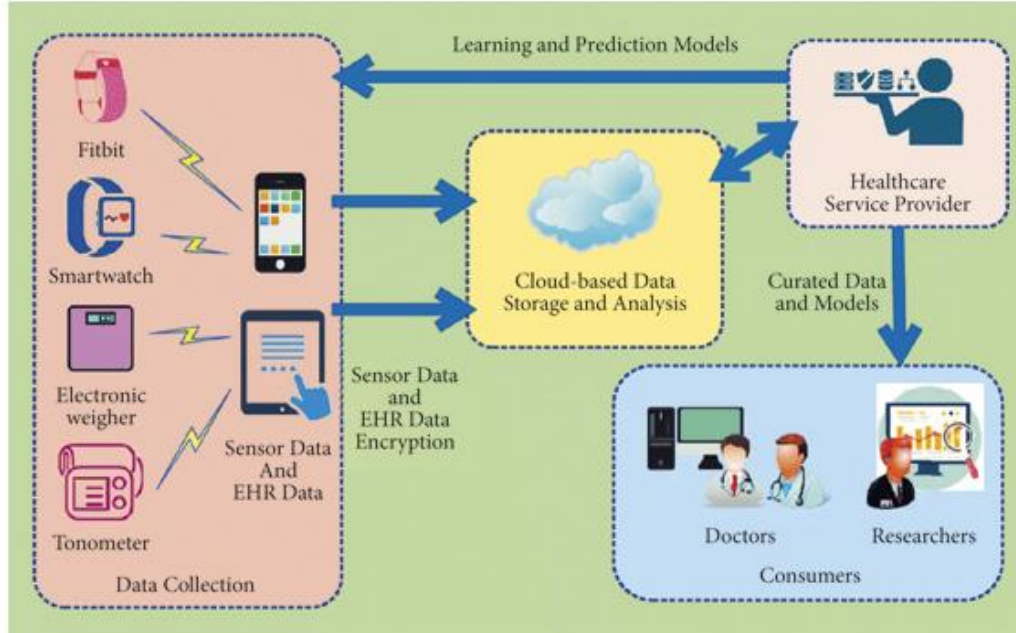 Learning and Prediction Models
Fitbit
Smartwatch
Electronic
weigher
Tonometer
Sensor Data
And
EHR Data
Data Collection
Sensor Data
and
EHR Data
Encryption
Cloud-based Data
Storage and Analysis
Healthcare
Service Provider
Curated Data
and Models
Doctors
Researchers
Consumers